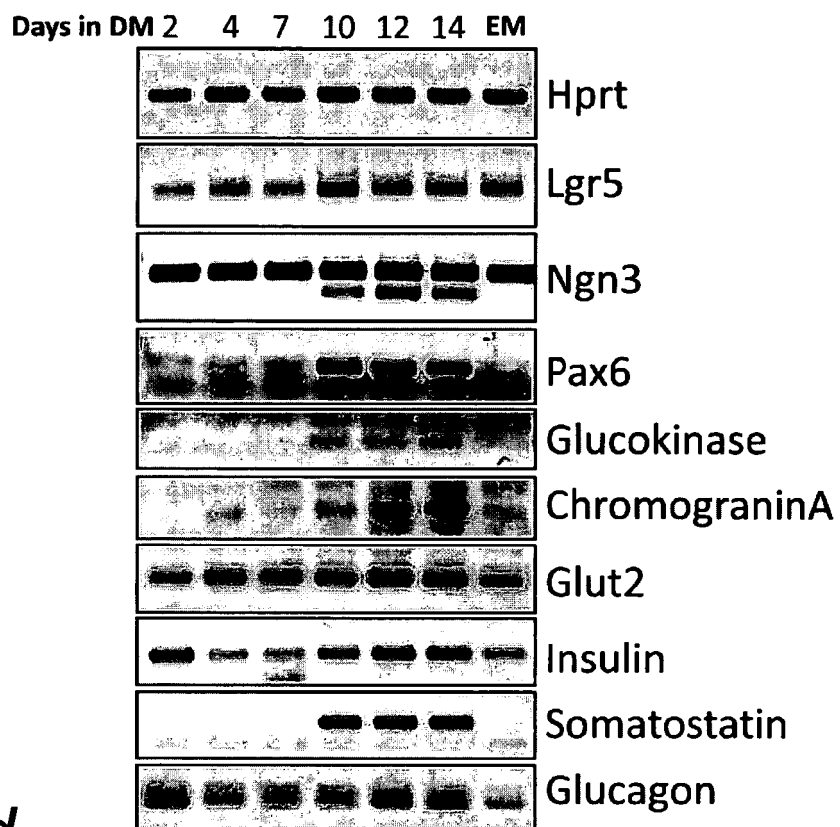 Days in DM 2 4 7 10 12 14 EM
Hprt
Lgr5
Ngn3
Pax6
Glucokinase
ChromograninA
Glut2
Insulin
Somatostatin
Glucagon